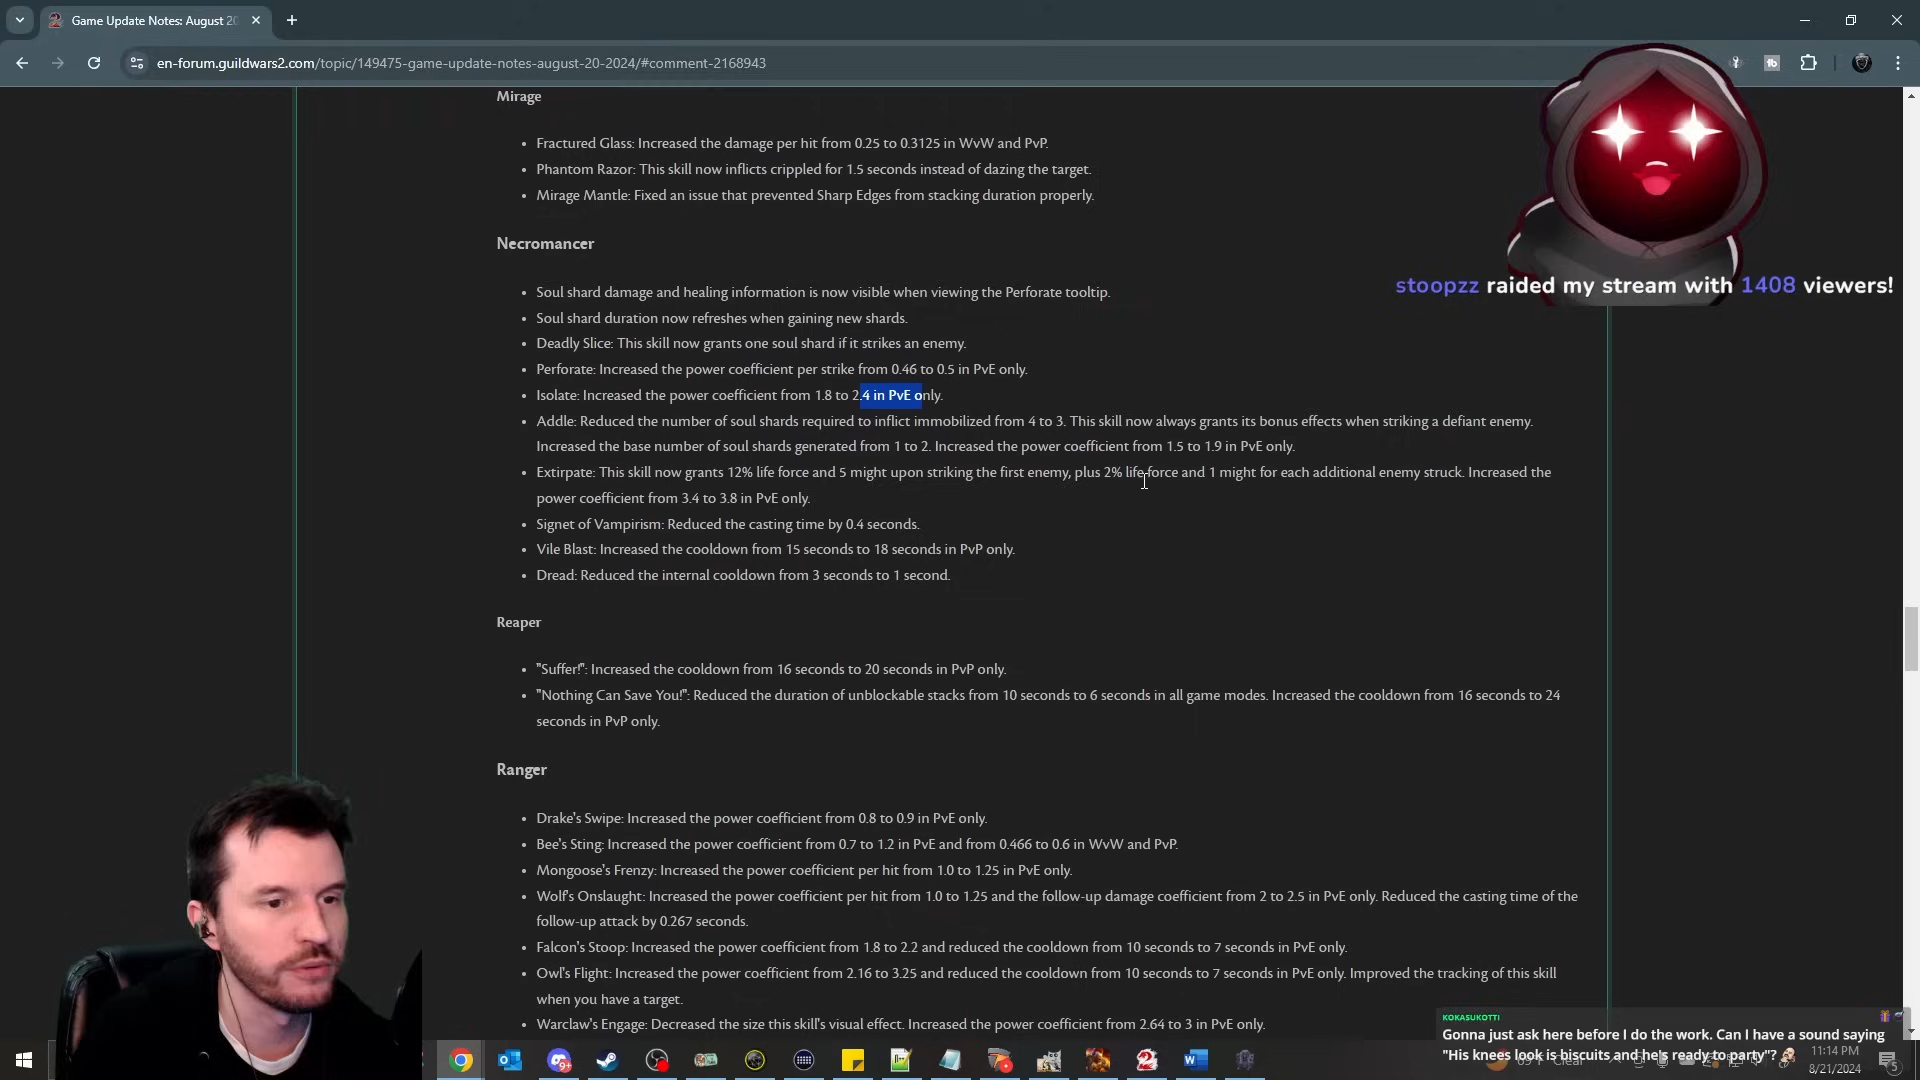 Game Update Notes: August 20
en-forum.guildwars2.com/topic/149475-game-update-notes-august-20-2024/#comment-2168943
Mirage
Fractured Glass: Increased the damage per hit from 0.25 to 0.3125 in WvW and PvP.
Phantom Razor: This skill now inflicts crippled for 1.5 seconds instead of dazing the target.
Mirage Mantle: Fixed an issue that prevented Sharp Edges from stacking duration properly.
stoopzz raided my stream with 1408 viewers!
Necromancer
Soul shard damage and healing information is now visible when viewing the Perforate tooltip.
Soul shard duration now refreshes when gaining new shards.
Deadly Slice: This skill now grants one soul shard if it strikes an enemy.
Perforate: Increased the power coefficient per strike from 0.46 to 0.5 in PvE only.
Isolate: Increased the power coefficient from 1.8 to 2.4 in PvE only.
Addle: Reduced the number of soul shards required to inflict immobilized from 4 to 3. This skill now always grants its bonus effects when striking a defiant enemy.
Increased the base number of soul shards generated from 1 to 2. Increased the power coefficient from 1.5 to 1.9 in PvE only.
Extirpate: This skill now grants 12% life force and 5 might upon striking the first enemy, plus 2% life force and 1 might for each additional enemy struck. Increased the
power coefficient from 3.4 to 3.8 in PvE only.
Signet of Vampirism: Reduced the casting time by 0.4 seconds.
Vile Blast: Increased the cooldown from 15 seconds to 18 seconds in PvP only.
Dread: Reduced the internal cooldown from 3 seconds to 1 second.
Reaper
"Suffer!": Increased the cooldown from 16 seconds to 20 seconds in PvP only.
"Nothing Can Save You!": Reduced the duration of unblockable stacks from 10 seconds to 6 seconds in all game modes. Increased the cooldown from 16 seconds to 24
seconds in PvP only.
Ranger
Drake's Swipe: Increased the power coefficient from 0.8 to 0.9 in PvE only.
Bee's Sting: Increased the power coefficient from 0.7 to 1.2 in PvE and from 0.466 to 0.6 in WvW and PvP.
Mongoose's Frenzy: Increased the power coefficient per hit from 1.0 to 1.25 in PvE only.
Wolf's Onslaught: Increased the power coefficient per hit from 1.0 to 1.25 and the follow-up damage coefficient from 2 to 2.5 in PvE only. Reduced the casting time of the
follow-up attack by 0.267 seconds.
Falcon's Stoop: Increased the power coefficient from 1.8 to 2.2 and reduced the cooldown from 10 seconds to 7 seconds in PvE only.
Owl's Flight: Increased the power coefficient from 2.16 to 3.25 and reduced the cooldown from 10 seconds to 7 seconds in PvE only. Improved the tracking of this skill
when you have a target.
Warclaw's Engage: Decreased the size this skill's visual effect. Increased the power coefficient from 2.64 to 3 in PvE only.
KOKASUKOTTI
Gonna just ask here before I do the work. Can I have a sound saying
"His knees look is biscuits and he's ready to party"?
Clear
11:14 PM
8/21/2024